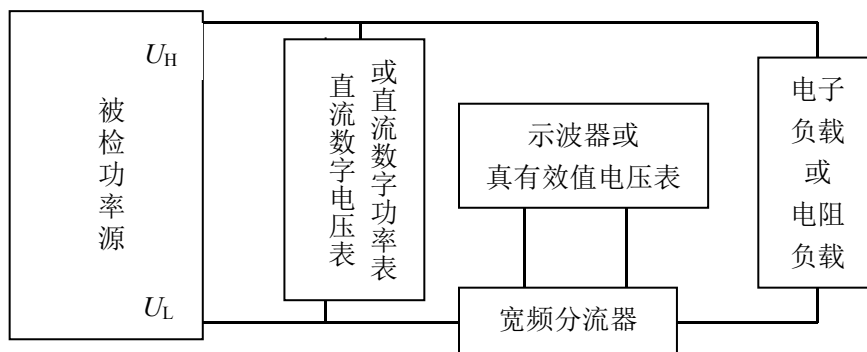 U_H
被检功率源
U_L
直流数字电压表
或直流数字功率表
示波器或
真有效值电压表
宽频分流器
电子
负载
或
电阻
负载